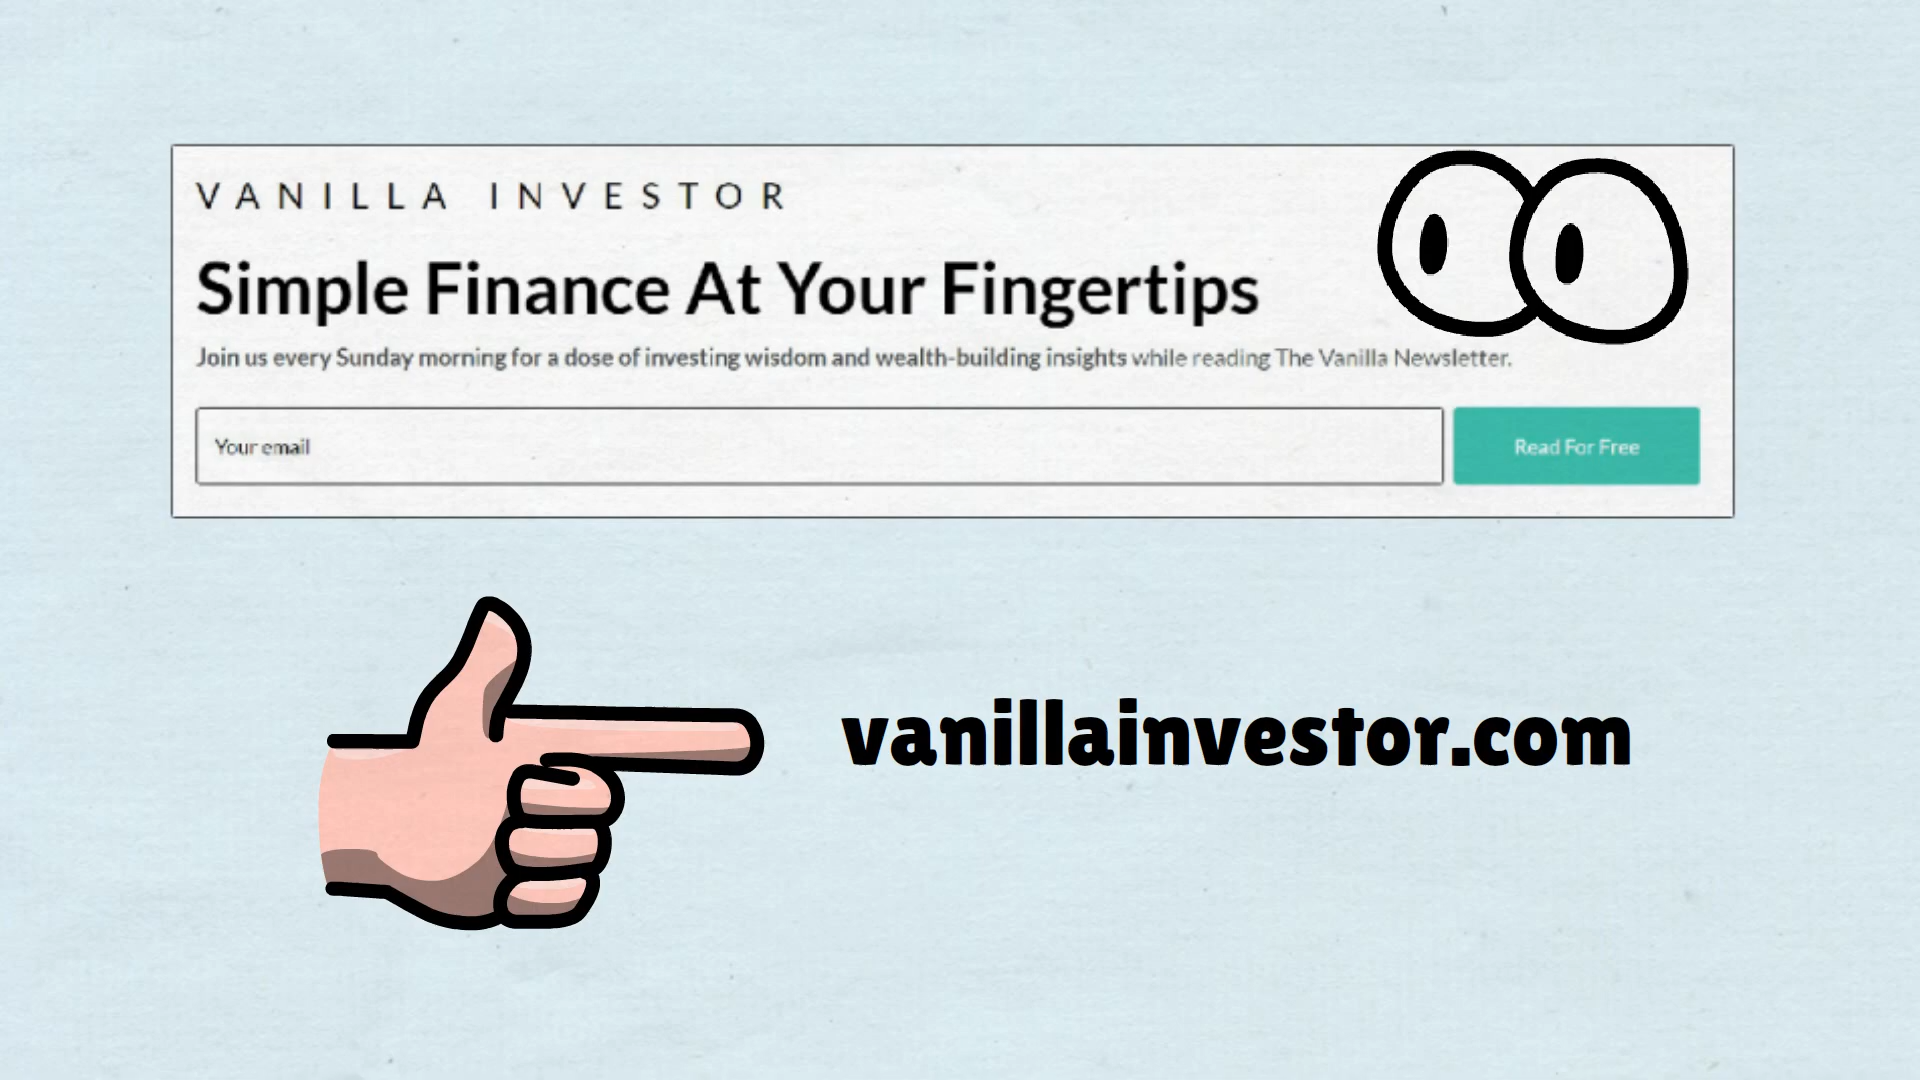 VANILLA INVESTOR
Simple Finance At Your Fingertips
Join us every Sunday morning for a dose of investing wisdom and wealth-building insights while reading The Vanilla Newsletter.
Your email
Read For Free
vanillainvestor.com